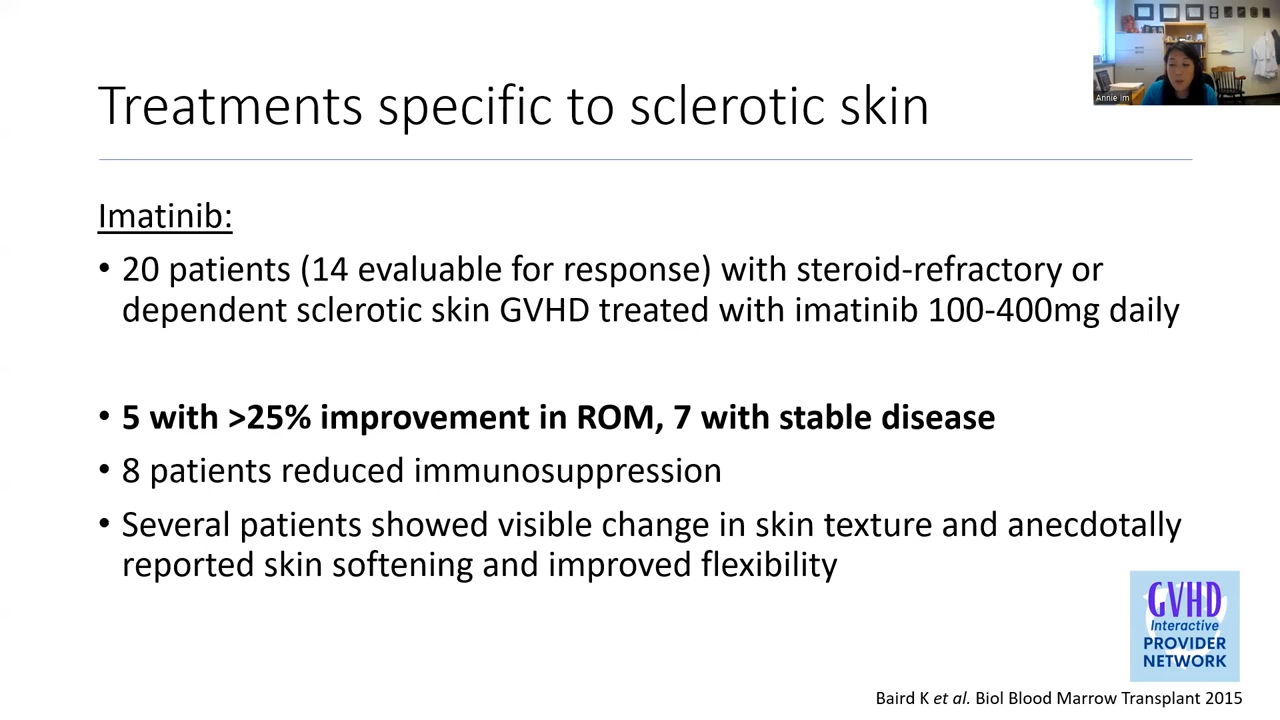 Annie Im
Treatments specific to sclerotic skin
Imatinib:
• 20 patients (14 evaluable for response) with steroid-refractory or
dependent sclerotic skin GVHD treated with imatinib 100-400mg daily
• 5 with >25% improvement in ROM, 7 with stable disease
• 8 patients reduced immunosuppression
• Several patients showed visible change in skin texture and anecdotally
reported skin softening and improved flexibility
GVHD
Interactive
PROVIDER
NETWORK
Baird K et al. Biol Blood Marrow Transplant 2015